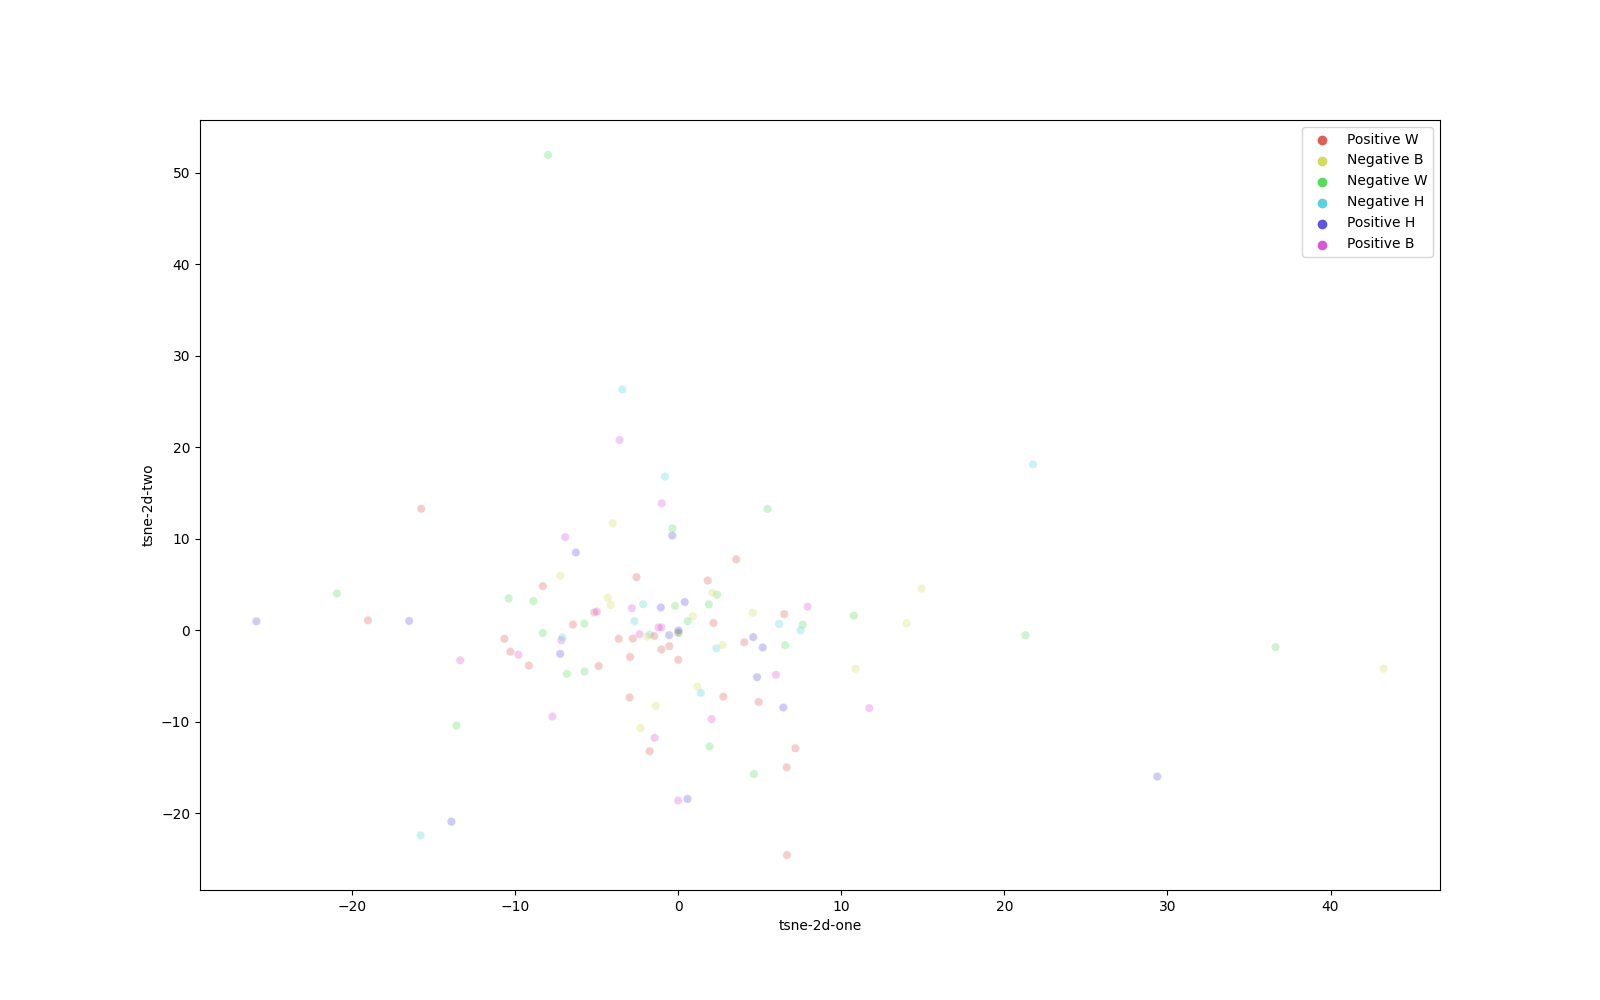 Positive W
Negative B
Negative W
Negative H
Positive H
Positive B
50
40
30
20
10
0
−10
−20
tsne-2d-two
−20 −10 0 10 20 30 40
tsne-2d-one